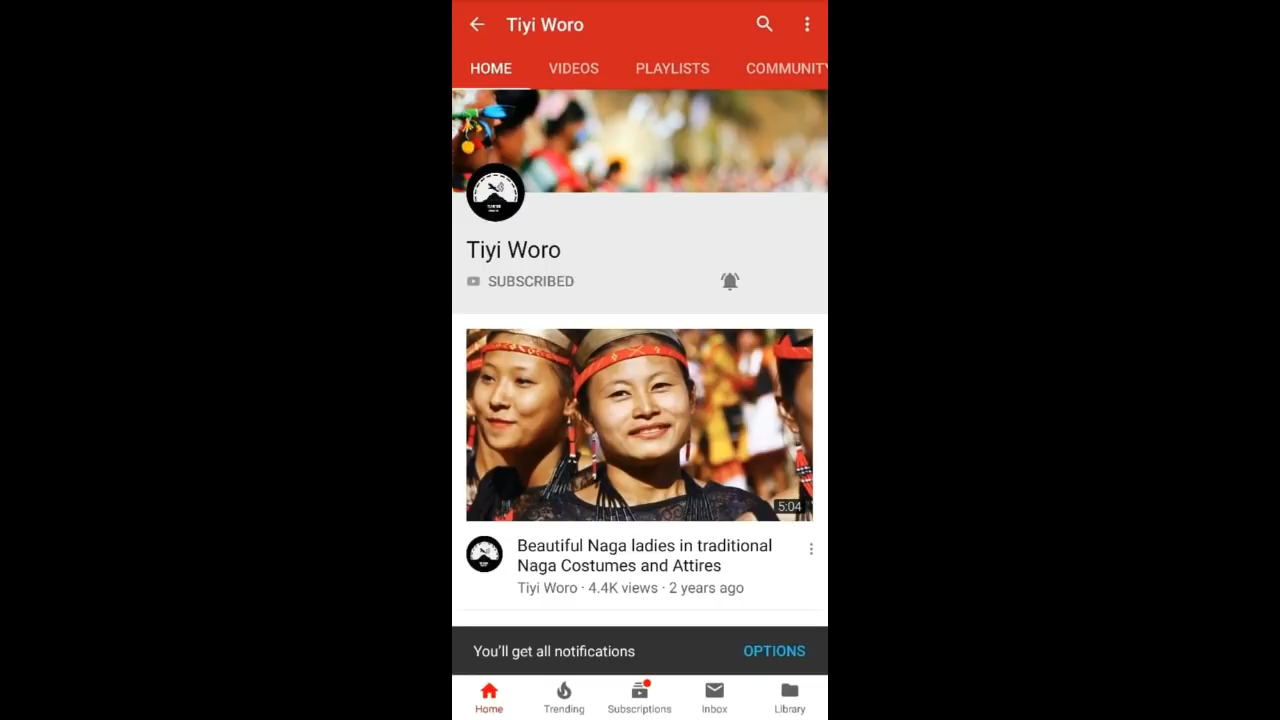 Tiyi Woro
HOME VIDEOS PLAYLISTS COMMUNITY
Tiyi Woro
SUBSCRIBED
5:04
Beautiful Naga ladies in traditional
Naga Costumes and Attires
Tiyi Woro · 4.4K views · 2 years ago
You'll get all notifications OPTIONS
Home Trending Subscriptions Inbox Library